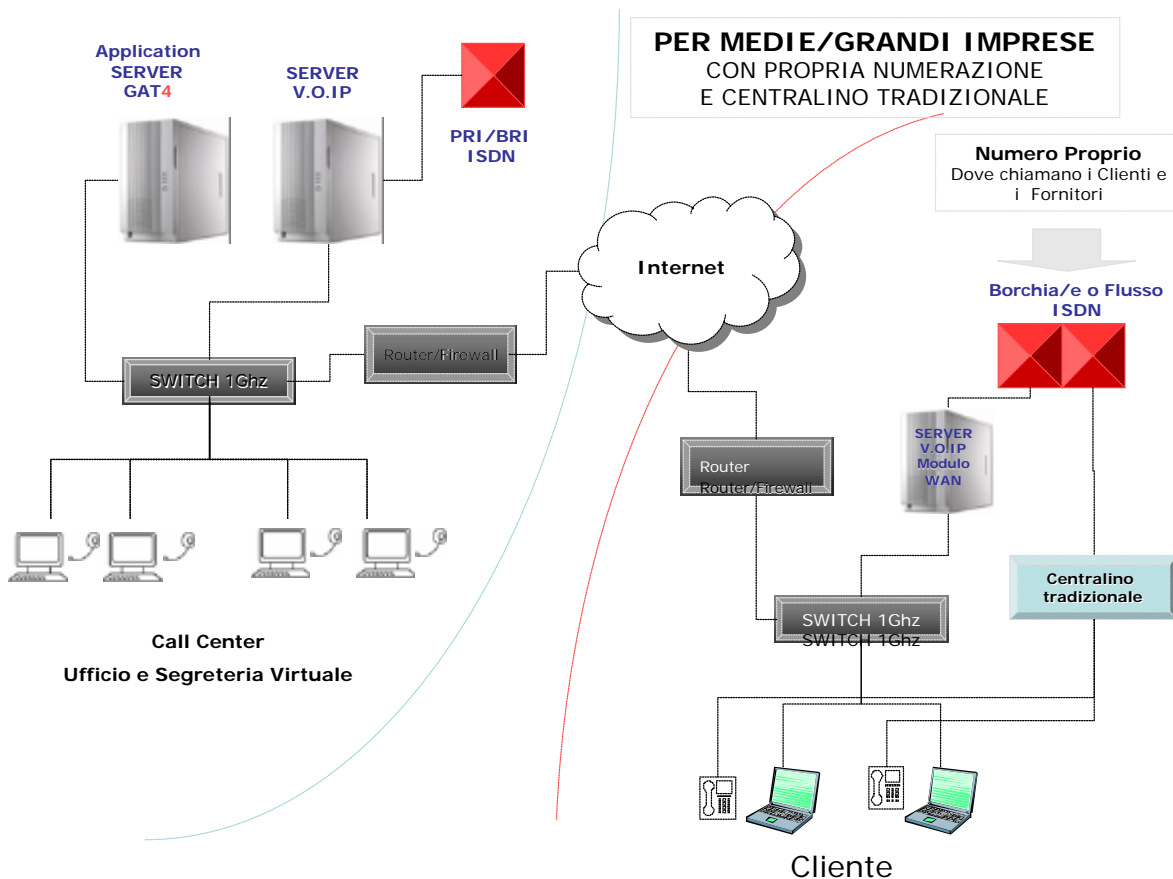 PER MEDIE/GRANDI IMPRESE
CON PROPRIA NUMERAZIONE
E CENTRALINO TRADIZIONALE
Application
SERVER
GAT4
SERVER
V.O.IP
PRI/BRI
ISDN
Numero Proprio
Dove chiamano i Clienti e
i Fornitori
Internet
Borchia/e o Flusso
ISDN
Router/Firewall
SWITCH 1Ghz
SERVER
V.O.IP
Modulo
WAN
Router
Router/Firewall
Centralino
tradizionale
SWITCH 1Ghz
SWITCH 1Ghz
Call Center
Ufficio e Segreteria Virtuale
Cliente